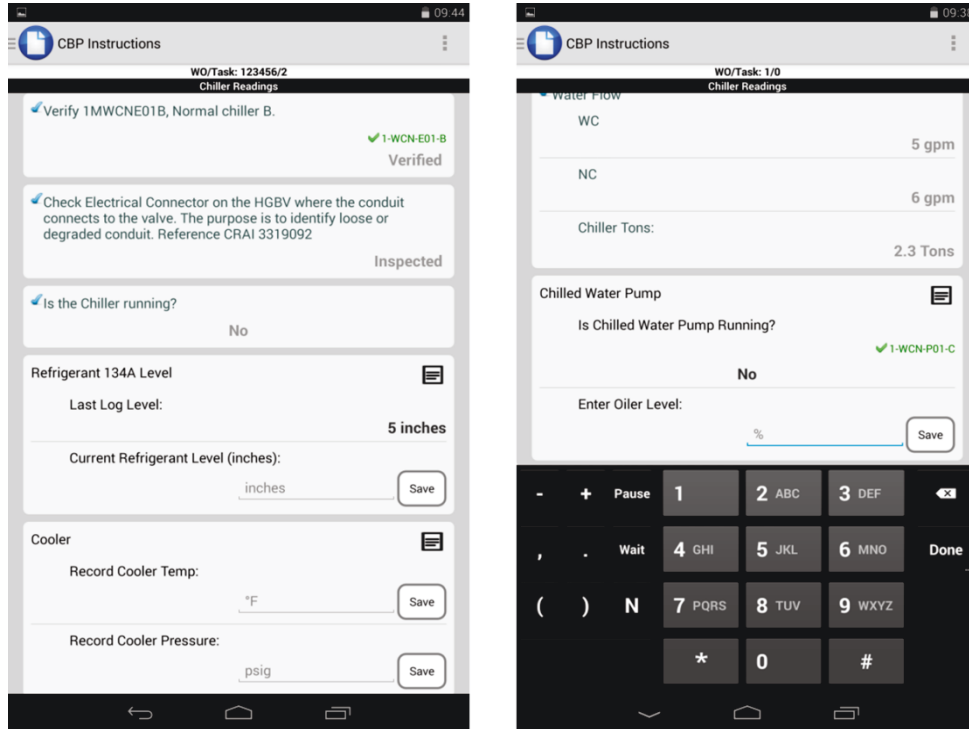 09:44
CBP Instructions
WO/Task: 123456/2
Chiller Readings
Verify 1MWCNE01B, Normal chiller B.
1-WCN-E01-B
Verified
Check Electrical Connector on the HGBV where the conduit
connects to the valve. The purpose is to identify loose or
degraded conduit. Reference CRAI 3319092
Inspected
Is the Chiller running?
No
Refrigerant 134A Level
Last Log Level:
5 inches
Current Refrigerant Level (inches):
inches
Save
Cooler
Record Cooler Temp:
°F
Save
Record Cooler Pressure:
psig
Save
CBP Instructions
WO/Task: 1/0
Chiller Readings
Water Flow
WC
5 gpm
NC
6 gpm
Chiller Tons:
2.3 Tons
Chilled Water Pump
Is Chilled Water Pump Running?
1-WCN-P01-C
No
Enter Oiler Level:
%
Save
- + Pause 1 2 ABC 3 DEF
, . Wait 4 GHI 5 JKL 6 MNO Done
( ) N 7 PQRS 8 TUV 9 WXYZ
* 0 #